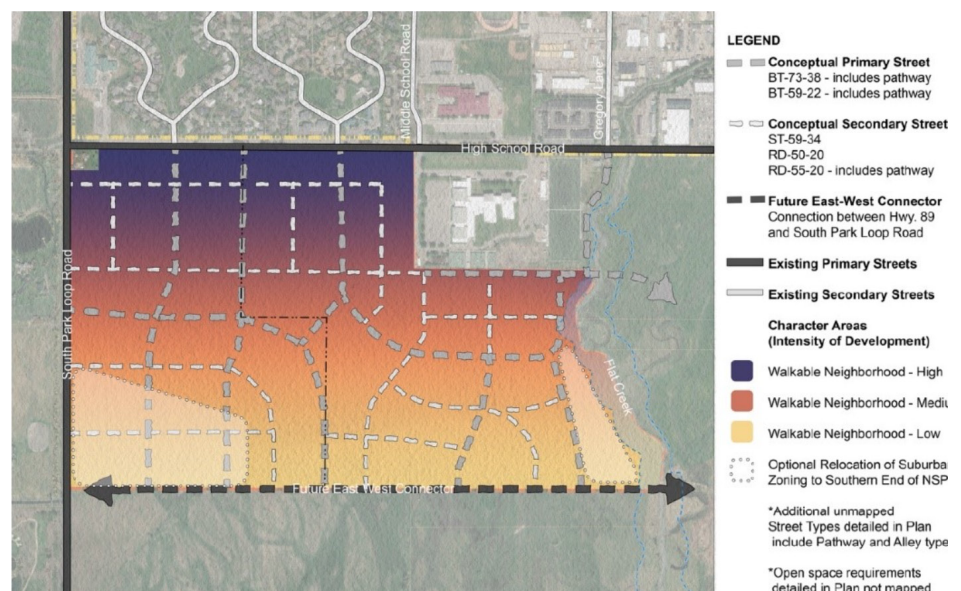 Middle School Road
Gregory Lane
High School Road
South Park Loop Road
Flat Creek
Future East West Connector
LEGEND
Conceptual Primary Street
BT-73-38 - includes pathway
BT-59-22 - includes pathway
Conceptual Secondary Street
ST-59-34
RD-50-20
RD-55-20 - includes pathway
Future East-West Connector
Connection between Hwy. 89
and South Park Loop Road
Existing Primary Streets
Existing Secondary Streets
Character Areas
(Intensity of Development)
Walkable Neighborhood - High
Walkable Neighborhood - Mediu
Walkable Neighborhood - Low
Optional Relocation of Suburba
Zoning to Southern End of NSP
*Additional unmapped
Street Types detailed in Plan
include Pathway and Alley type
*Open space requirements
detailed in Plan not mapped